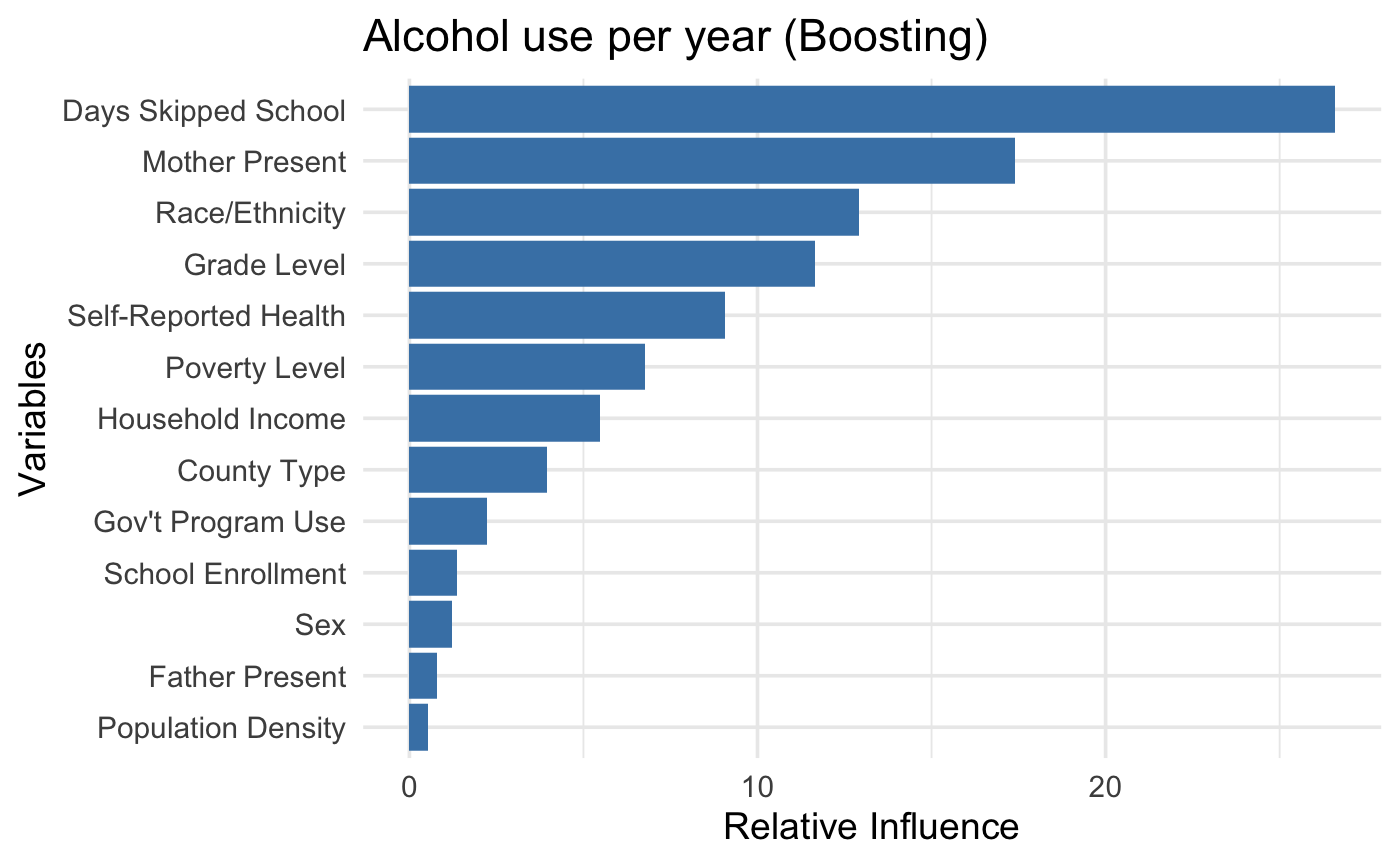 Alcohol use per year (Boosting)
Days Skipped School
Mother Present
Race/Ethnicity
Grade Level
Self-Reported Health
Poverty Level
Household Income
County Type
Gov't Program Use
School Enrollment
Sex
Father Present
Population Density
Variables
0 10 20
Relative Influence